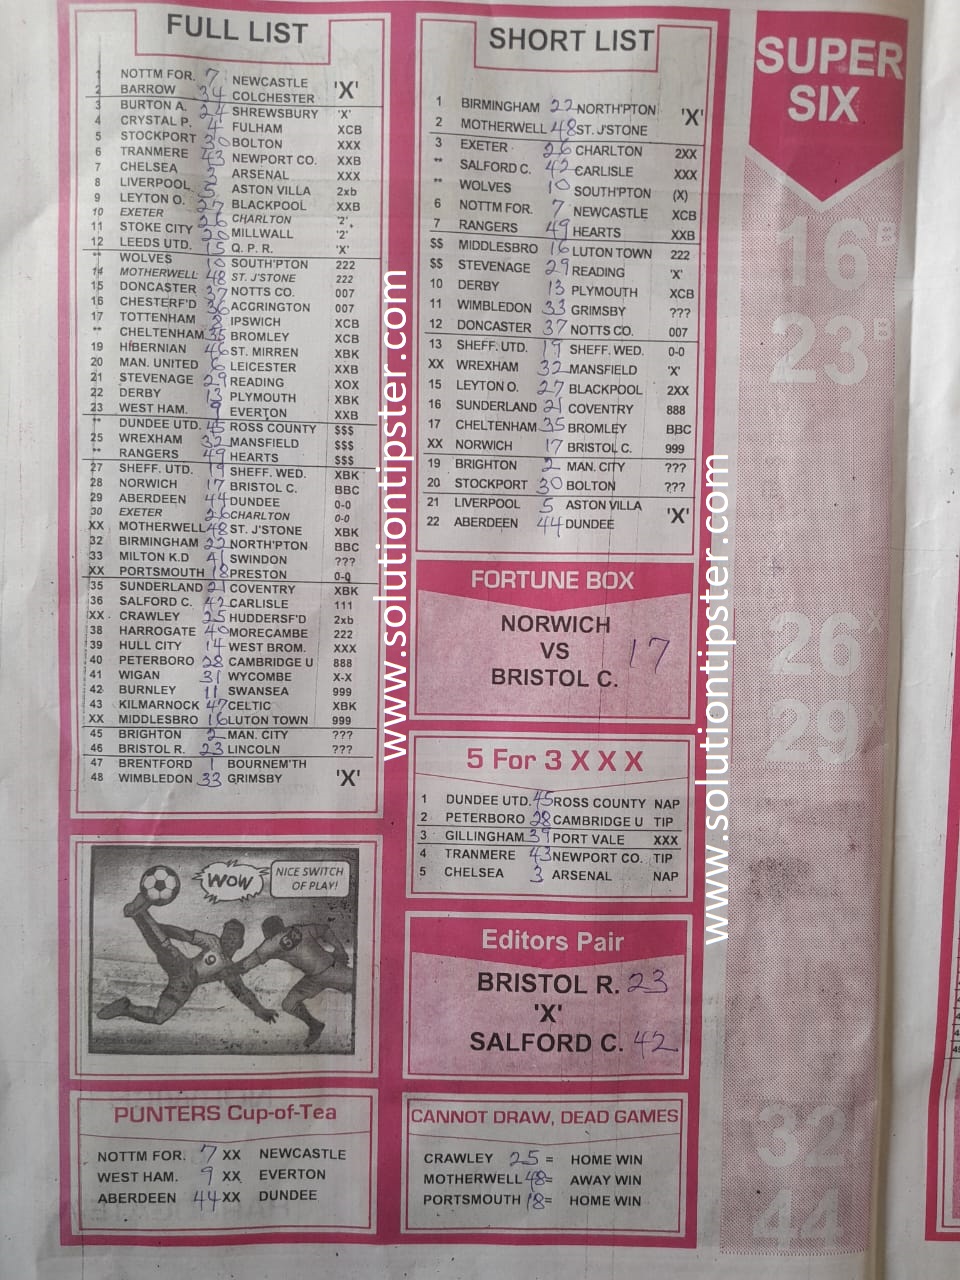 FULL LIST
1 NOTTM FOR. 7 NEWCASTLE
2 BARROW 34 COLCHESTER 'X'
3 BURTON A. 24 SHREWSBURY 'X'
4 CRYSTAL P. 4 FULHAM XCB
5 STOCKPORT 30 BOLTON XXX
6 TRANMERE 43 NEWPORT CO. XXB
7 CHELSEA 3 ARSENAL XXX
8 LIVERPOOL 5 ASTON VILLA 2xb
9 LEYTON O. 27 BLACKPOOL XXB
10 EXETER 26 CHARLTON '2'
11 STOKE CITY 20 MILLWALL '2'
12 LEEDS UTD. 15 Q. P. R. 'X'
** WOLVES 10 SOUTH'PTON 222
14 MOTHERWELL 48 ST. J'STONE 222
15 DONCASTER 37 NOTTS CO. 007
16 CHESTERF'D 36 ACCRINGTON 007
17 TOTTENHAM 8 IPSWICH XCB
** CHELTENHAM 35 BROMLEY XCB
19 HIBERNIAN 46 ST. MIRREN XBK
20 MAN. UNITED 6 LEICESTER XXB
21 STEVENAGE 29 READING XOX
22 DERBY 13 PLYMOUTH XBK
23 WEST HAM. 9 EVERTON XXB
** DUNDEE UTD. 45 ROSS COUNTY $$$
25 WREXHAM 32 MANSFIELD $$$
** RANGERS 49 HEARTS $$$
27 SHEFF. UTD. 19 SHEFF. WED. XBK
28 NORWICH 17 BRISTOL C. BBC
29 ABERDEEN 44 DUNDEE 0-0
30 EXETER 26 CHARLTON 0-0
XX MOTHERWELL 48 ST. J'STONE XBK
32 BIRMINGHAM 22 NORTH'PTON BBC
33 MILTON K.D 41 SWINDON ???
XX PORTSMOUTH 18 PRESTON 0-0
35 SUNDERLAND 21 COVENTRY XBK
36 SALFORD C. 42 CARLISLE 111
XX CRAWLEY 25 HUDDERSF'D 2xb
38 HARROGATE 40 MORECAMBE 222
39 HULL CITY 14 WEST BROM. XXX
40 PETERBORO 28 CAMBRIDGE U 888
41 WIGAN 31 WYCOMBE X-X
42 BURNLEY 11 SWANSEA 999
43 KILMARNOCK 47 CELTIC XBK
XX MIDDLESBRO 16 LUTON TOWN 999
45 BRIGHTON 2 MAN. CITY ???
46 BRISTOL R. 23 LINCOLN ???
47 BRENTFORD 1 BOURNEM'TH
48 WIMBLEDON 33 GRIMSBY 'X'
WOW
NICE SWITCH
OF PLAY!
9
PUNTERS Cup-of-Tea
NOTTM FOR. 7 XX NEWCASTLE
WEST HAM. 9 XX EVERTON
ABERDEEN 44 XX DUNDEE
www.solutiontipster.com
SHORT LIST
1 BIRMINGHAM 22 NORTH'PTON 'X'
2 MOTHERWELL 48 ST. J'STONE
3 EXETER 26 CHARLTON 2XX
** SALFORD C. 42 CARLISLE XXX
** WOLVES 10 SOUTH'PTON (X)
6 NOTTM FOR. 7 NEWCASTLE XCB
7 RANGERS 49 HEARTS XXB
$$ MIDDLESBRO 16 LUTON TOWN 222
$$ STEVENAGE 29 READING 'X'
10 DERBY 13 PLYMOUTH XCB
11 WIMBLEDON 33 GRIMSBY ???
12 DONCASTER 37 NOTTS CO. 007
13 SHEFF. UTD. 19 SHEFF. WED. 0-0
XX WREXHAM 32 MANSFIELD 'X'
15 LEYTON O. 27 BLACKPOOL 2XX
16 SUNDERLAND 21 COVENTRY 888
17 CHELTENHAM 35 BROMLEY BBC
XX NORWICH 17 BRISTOL C. 999
19 BRIGHTON 2 MAN. CITY ???
20 STOCKPORT 30 BOLTON ???
21 LIVERPOOL 5 ASTON VILLA 'X'
22 ABERDEEN 44 DUNDEE
FORTUNE BOX
NORWICH
VS 17
BRISTOL C.
5 For 3 X X X
1 DUNDEE UTD. 45 ROSS COUNTY NAP
2 PETERBORO 28 CAMBRIDGE U TIP
3 GILLINGHAM 39 PORT VALE XXX
4 TRANMERE 43 NEWPORT CO. TIP
5 CHELSEA 3 ARSENAL NAP
Editors Pair
BRISTOL R. 23
'X'
SALFORD C. 42
CANNOT DRAW, DEAD GAMES
CRAWLEY 25 = HOME WIN
MOTHERWELL 48 = AWAY WIN
PORTSMOUTH 18 = HOME WIN
www.solutiontipster.com
SUPER
SIX
16B
23B
26X
29X
32
44